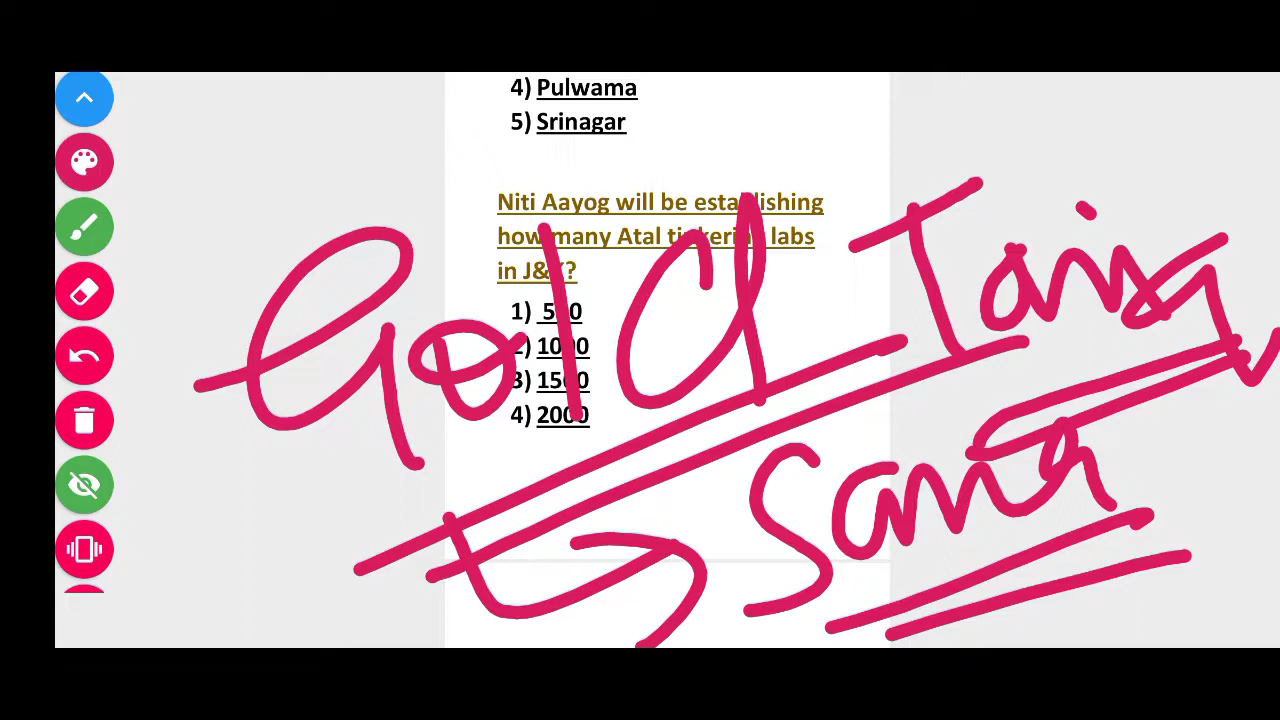 4) Pulwama
5) Srinagar
Niti Aayog will be establishing
how many Atal tinkering labs
in J&K?
1) 500
2) 1000
3) 1500
4) 2000
Gold
Sana